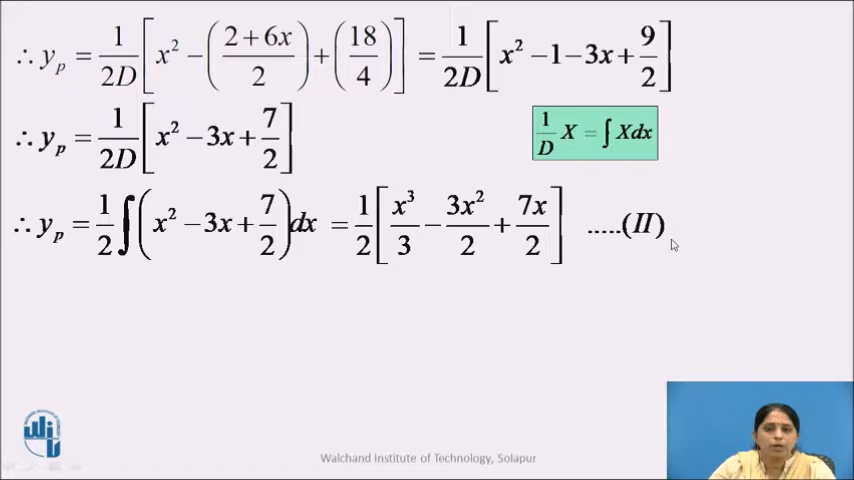 ∴ y_p = 1/2D [x² − ((2 + 6x)/2) + (18/4)] = 1/2D [x² − 1 − 3x + 9/2]
∴ y_p = 1/2D [x² − 3x + 7/2]
1/D X = ∫ Xdx
∴ y_p = 1/2 ∫ (x² − 3x + 7/2) dx = 1/2 [x³/3 − 3x²/2 + 7x/2] .....(II)
Walchand Institute of Technology, Solapur